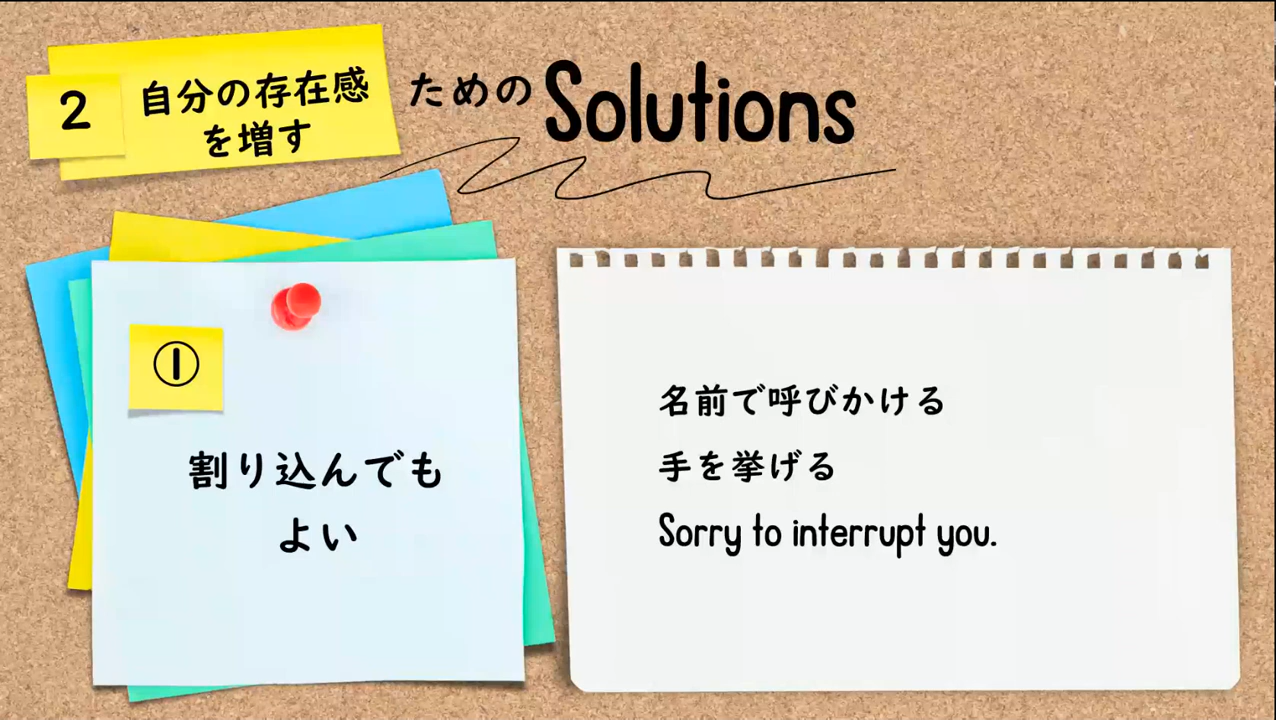 2
自分の存在感
を増す
ための Solutions
①
割り込んでも
よい
名前で呼びかける
手を挙げる
Sorry to interrupt you.